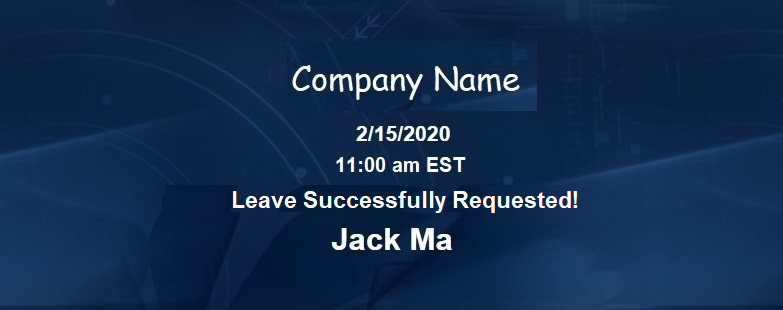 Company Name
2/15/2020
11:00 am EST
Leave Successfully Requested!
Jack Ma